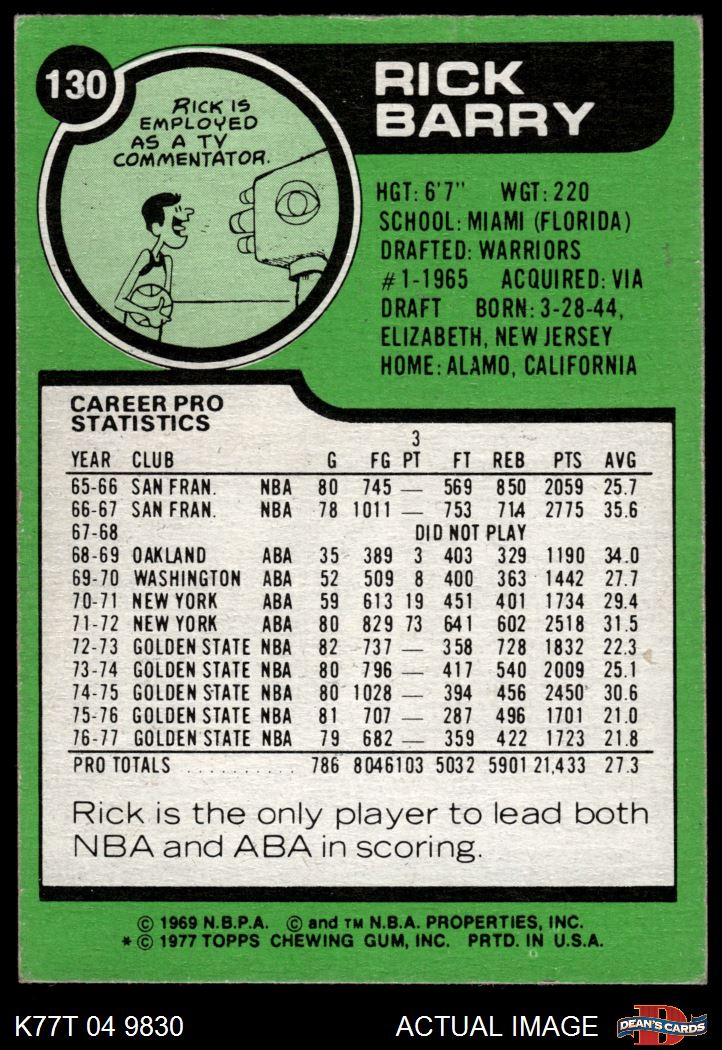 130
RICK IS
EMPLOYED
AS A TV
COMMENTATOR.
RICK
BARRY
HGT: 6'7" WGT: 220
SCHOOL: MIAMI (FLORIDA)
DRAFTED: WARRIORS
#1-1965 ACQUIRED: VIA
DRAFT BORN: 3-28-44,
ELIZABETH, NEW JERSEY
HOME: ALAMO, CALIFORNIA
CAREER PRO
STATISTICS
3
YEAR CLUB G FG PT FT REB PTS AVG
65-66 SAN FRAN. NBA 80 745 — 569 850 2059 25.7
66-67 SAN FRAN. NBA 78 1011 — 753 714 2775 35.6
67-68 DID NOT PLAY
68-69 OAKLAND ABA 35 389 3 403 329 1190 34.0
69-70 WASHINGTON ABA 52 509 8 400 363 1442 27.7
70-71 NEW YORK ABA 59 613 19 451 401 1734 29.4
71-72 NEW YORK ABA 80 829 73 641 602 2518 31.5
72-73 GOLDEN STATE NBA 82 737 — 358 728 1832 22.3
73-74 GOLDEN STATE NBA 80 796 — 417 540 2009 25.1
74-75 GOLDEN STATE NBA 80 1028 — 394 456 2450 30.6
75-76 GOLDEN STATE NBA 81 707 — 287 496 1701 21.0
76-77 GOLDEN STATE NBA 79 682 — 359 422 1723 21.8
PRO TOTALS .......... 786 8046 103 5032 5901 21,433 27.3
Rick is the only player to lead both
NBA and ABA in scoring.
© 1969 N.B.P.A. © and TM N.B.A. PROPERTIES, INC.
* © 1977 TOPPS CHEWING GUM, INC. PRTD. IN U.S.A.
K77T 04 9830 ACTUAL IMAGE D DEAN'S CARDS